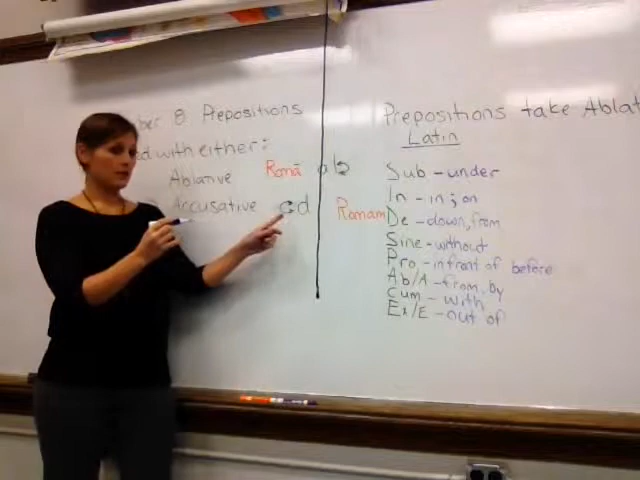 ber 8 Prepositions
d with either:
Ablative Romā ab
Accusative ad Romam
Prepositions take Ablat
Latin
Sub - under
In - in; on
De - down, from
Sine - without
Pro - in front of before
Ab/A - from, by
Cum - with
Ex/E - out of